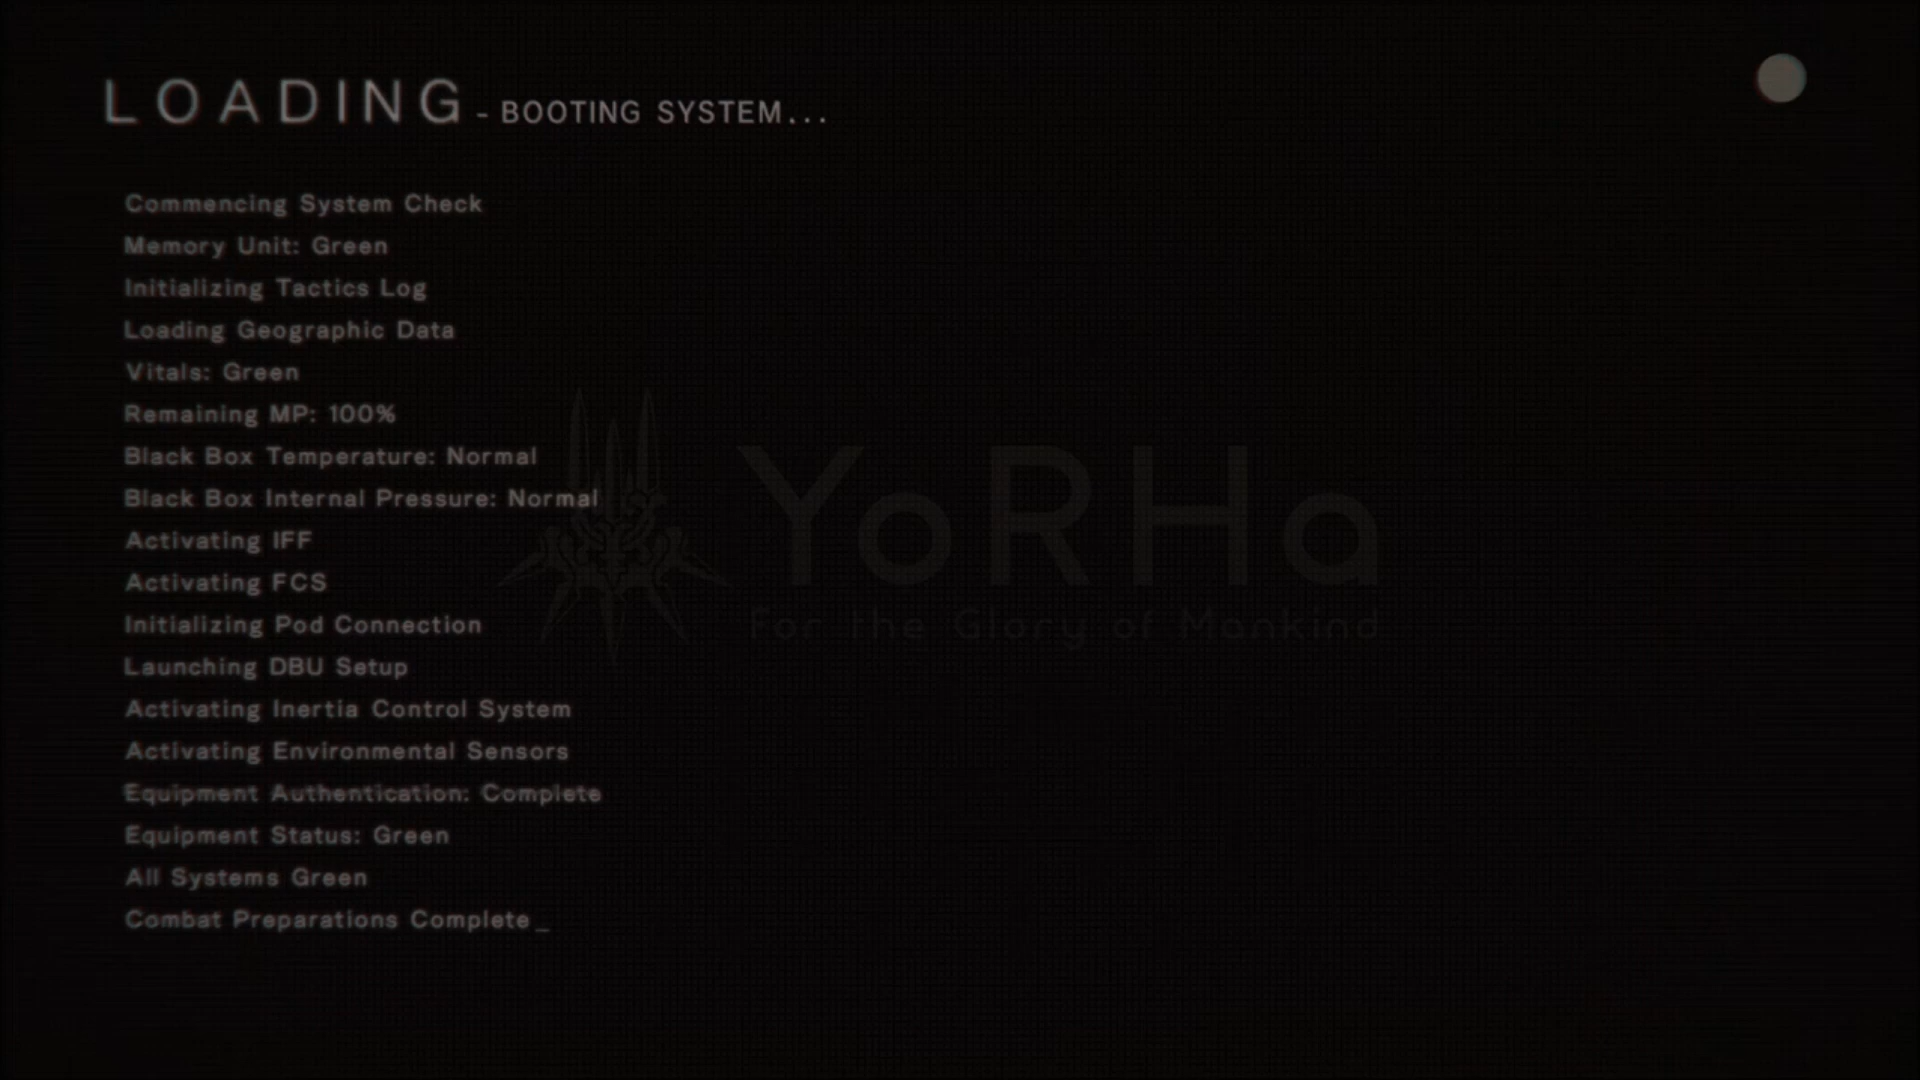 LOADING - BOOTING SYSTEM...
Commencing System Check
Memory Unit: Green
Initializing Tactics Log
Loading Geographic Data
Vitals: Green
Remaining MP: 100%
Black Box Temperature: Normal
Black Box Internal Pressure: Normal
Activating IFF
Activating FCS
Initializing Pod Connection
Launching DBU Setup
Activating Inertia Control System
Activating Environmental Sensors
Equipment Authentication: Complete
Equipment Status: Green
All Systems Green
Combat Preparations Complete_
YoRHa
For the Glory of Mankind